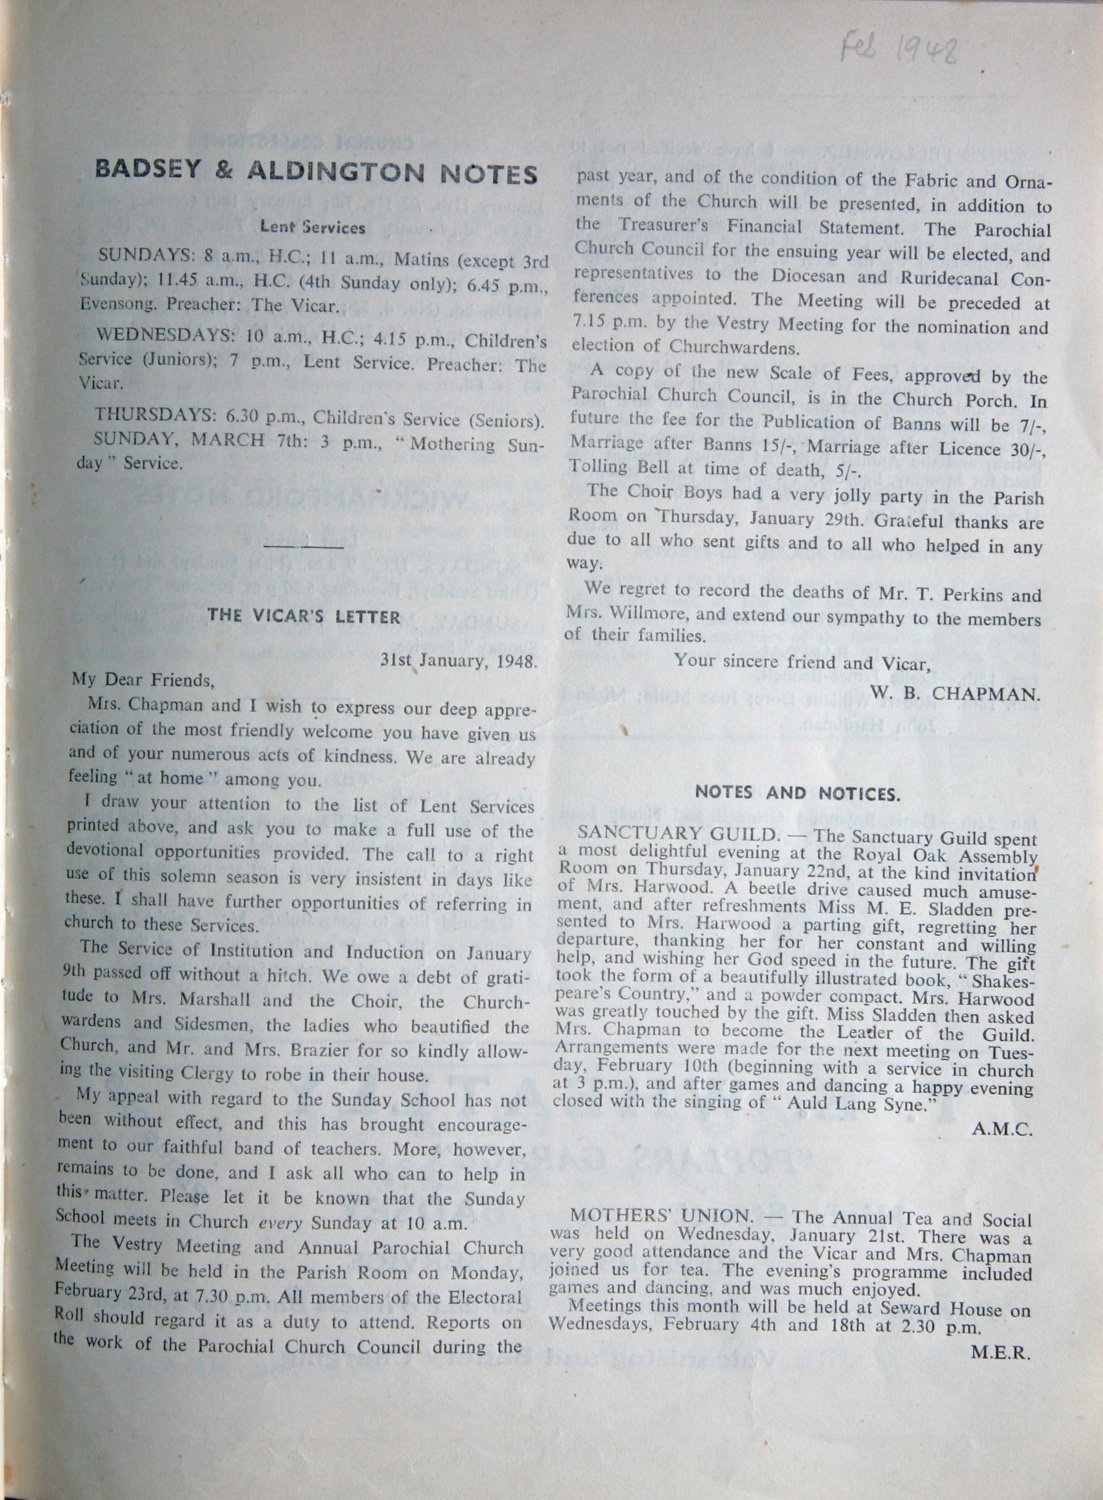 Feb 1948
BADSEY & ALDINGTON NOTES
Lent Services
SUNDAYS: 8 a.m., H.C.; 11 a.m., Matins (except 3rd
Sunday); 11.45 a.m., H.C. (4th Sunday only); 6.45 p.m.,
Evensong. Preacher: The Vicar.
WEDNESDAYS: 10 a.m., H.C.; 4.15 p.m., Children's
Service (Juniors); 7 p.m., Lent Service. Preacher: The
Vicar.
THURSDAYS: 6.30 p.m., Children's Service (Seniors).
SUNDAY, MARCH 7th: 3 p.m., " Mothering Sun-
day " Service.
THE VICAR'S LETTER
31st January, 1948.
My Dear Friends,
Mrs. Chapman and I wish to express our deep appre-
ciation of the most friendly welcome you have given us
and of your numerous acts of kindness. We are already
feeling " at home " among you.
I draw your attention to the list of Lent Services
printed above, and ask you to make a full use of the
devotional opportunities provided. The call to a right
use of this solemn season is very insistent in days like
these. I shall have further opportunities of referring in
church to these Services.
The Service of Institution and Induction on January
9th passed off without a hitch. We owe a debt of grati-
tude to Mrs. Marshall and the Choir, the Church-
wardens and Sidesmen, the ladies who beautified the
Church, and Mr. and Mrs. Brazier for so kindly allow-
ing the visiting Clergy to robe in their house.
My appeal with regard to the Sunday School has not
been without effect, and this has brought encourage-
ment to our faithful band of teachers. More, however,
remains to be done, and I ask all who can to help in
this matter. Please let it be known that the Sunday
School meets in Church every Sunday at 10 a.m.
The Vestry Meeting and Annual Parochial Church
Meeting will be held in the Parish Room on Monday,
February 23rd, at 7.30 p.m. All members of the Electoral
Roll should regard it as a duty to attend. Reports on
the work of the Parochial Church Council during the
past year, and of the condition of the Fabric and Orna-
ments of the Church will be presented, in addition to
the Treasurer's Financial Statement. The Parochial
Church Council for the ensuing year will be elected, and
representatives to the Diocesan and Ruridecanal Con-
ferences appointed. The Meeting will be preceded at
7.15 p.m. by the Vestry Meeting for the nomination and
election of Churchwardens.
A copy of the new Scale of Fees, approved by the
Parochial Church Council, is in the Church Porch. In
future the fee for the Publication of Banns will be 7/-,
Marriage after Banns 15/-, Marriage after Licence 30/-,
Tolling Bell at time of death, 5/-.
The Choir Boys had a very jolly party in the Parish
Room on Thursday, January 29th. Grateful thanks are
due to all who sent gifts and to all who helped in any
way.
We regret to record the deaths of Mr. T. Perkins and
Mrs. Willmore, and extend our sympathy to the members
of their families.
Your sincere friend and Vicar,
W. B. CHAPMAN.
NOTES AND NOTICES.
SANCTUARY GUILD. — The Sanctuary Guild spent
a most delightful evening at the Royal Oak Assembly
Room on Thursday, January 22nd, at the kind invitation
of Mrs. Harwood. A beetle drive caused much amuse-
ment, and after refreshments Miss M. E. Sladden pre-
sented to Mrs. Harwood a parting gift, regretting her
departure, thanking her for her constant and willing
help, and wishing her God speed in the future. The gift
took the form of a beautifully illustrated book, " Shakes-
peare's Country," and a powder compact. Mrs. Harwood
was greatly touched by the gift. Miss Sladden then asked
Mrs. Chapman to become the Leader of the Guild.
Arrangements were made for the next meeting on Tues-
day, February 10th (beginning with a service in church
at 3 p.m.), and after games and dancing a happy evening
closed with the singing of " Auld Lang Syne."
A.M.C.
MOTHERS' UNION. — The Annual Tea and Social
was held on Wednesday, January 21st. There was a
very good attendance and the Vicar and Mrs. Chapman
joined us for tea. The evening's programme included
games and dancing, and was much enjoyed.
Meetings this month will be held at Seward House on
Wednesdays, February 4th and 18th at 2.30 p.m.
M.E.R.